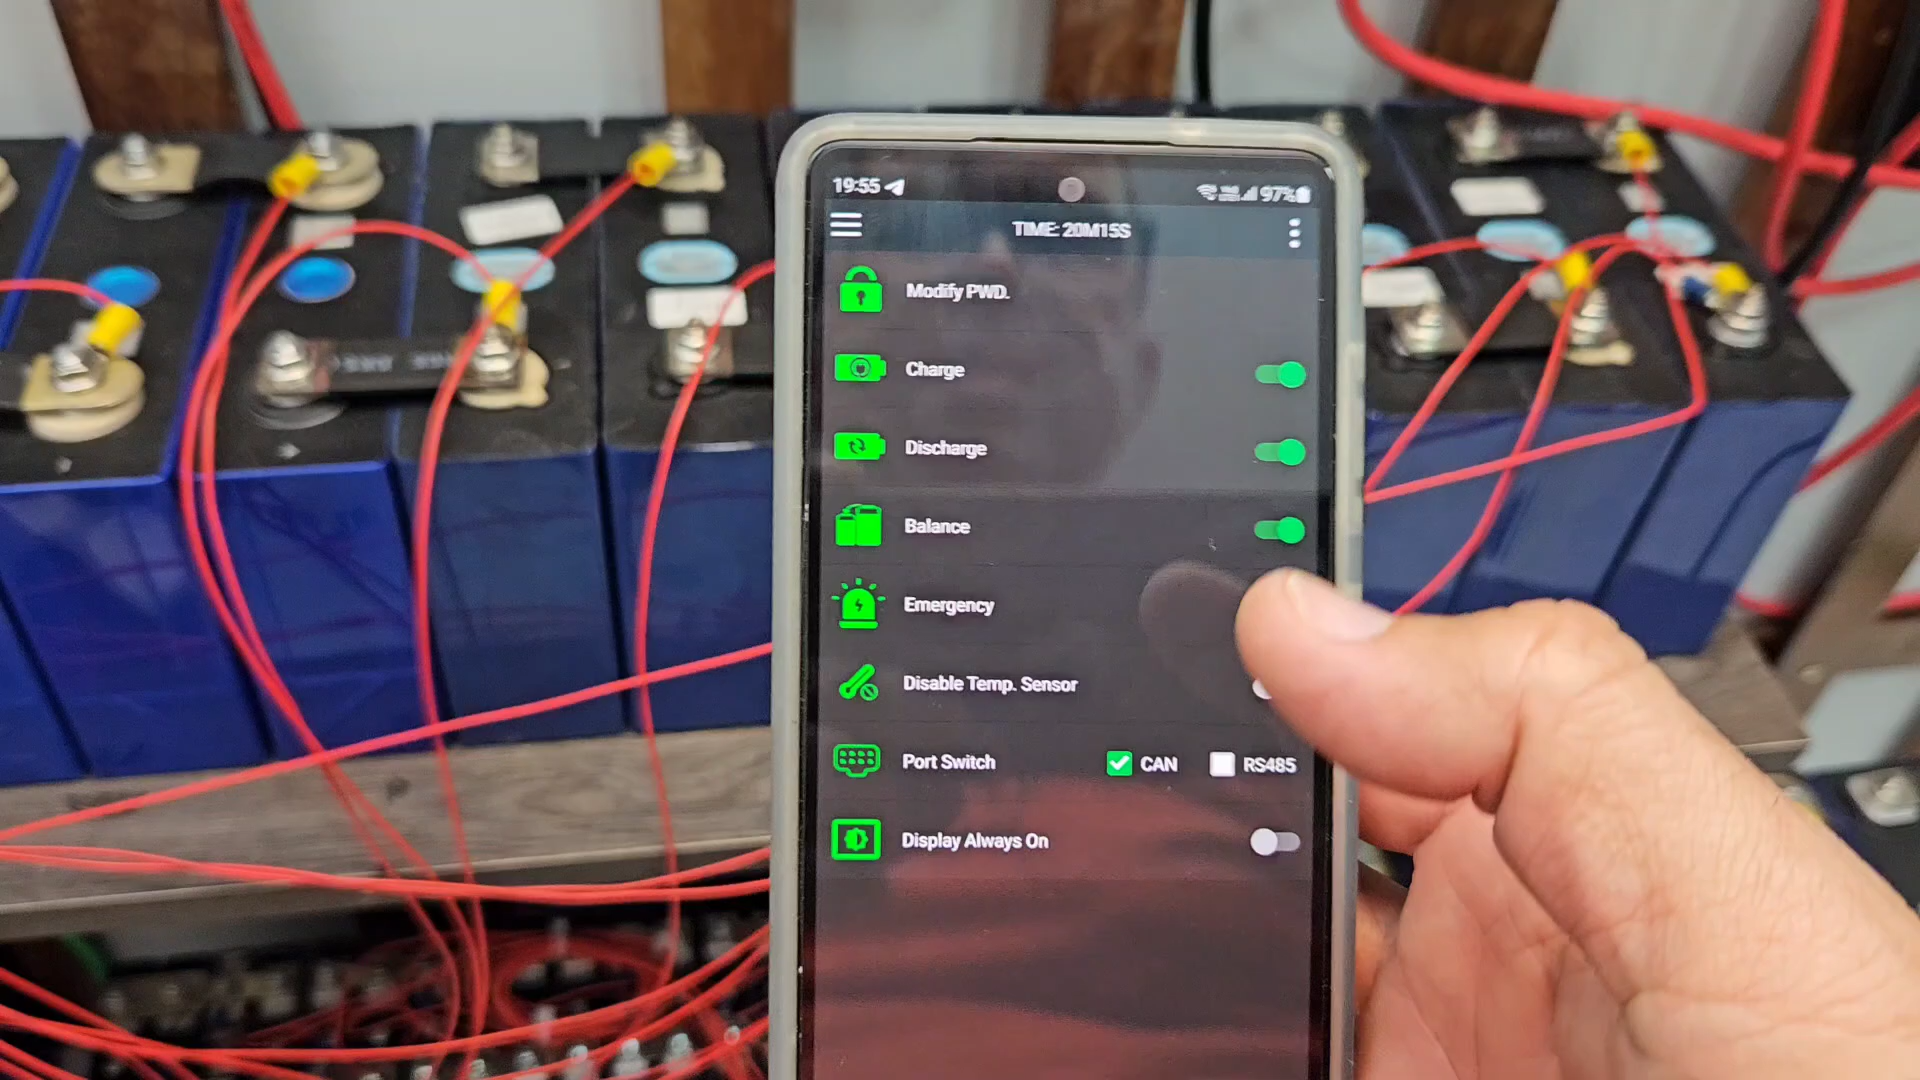 19:55 97%
TIME: 20M15S
Modify PWD.
Charge
Discharge
Balance
Emergency
Disable Temp. Sensor
Port Switch CAN RS485
Display Always On